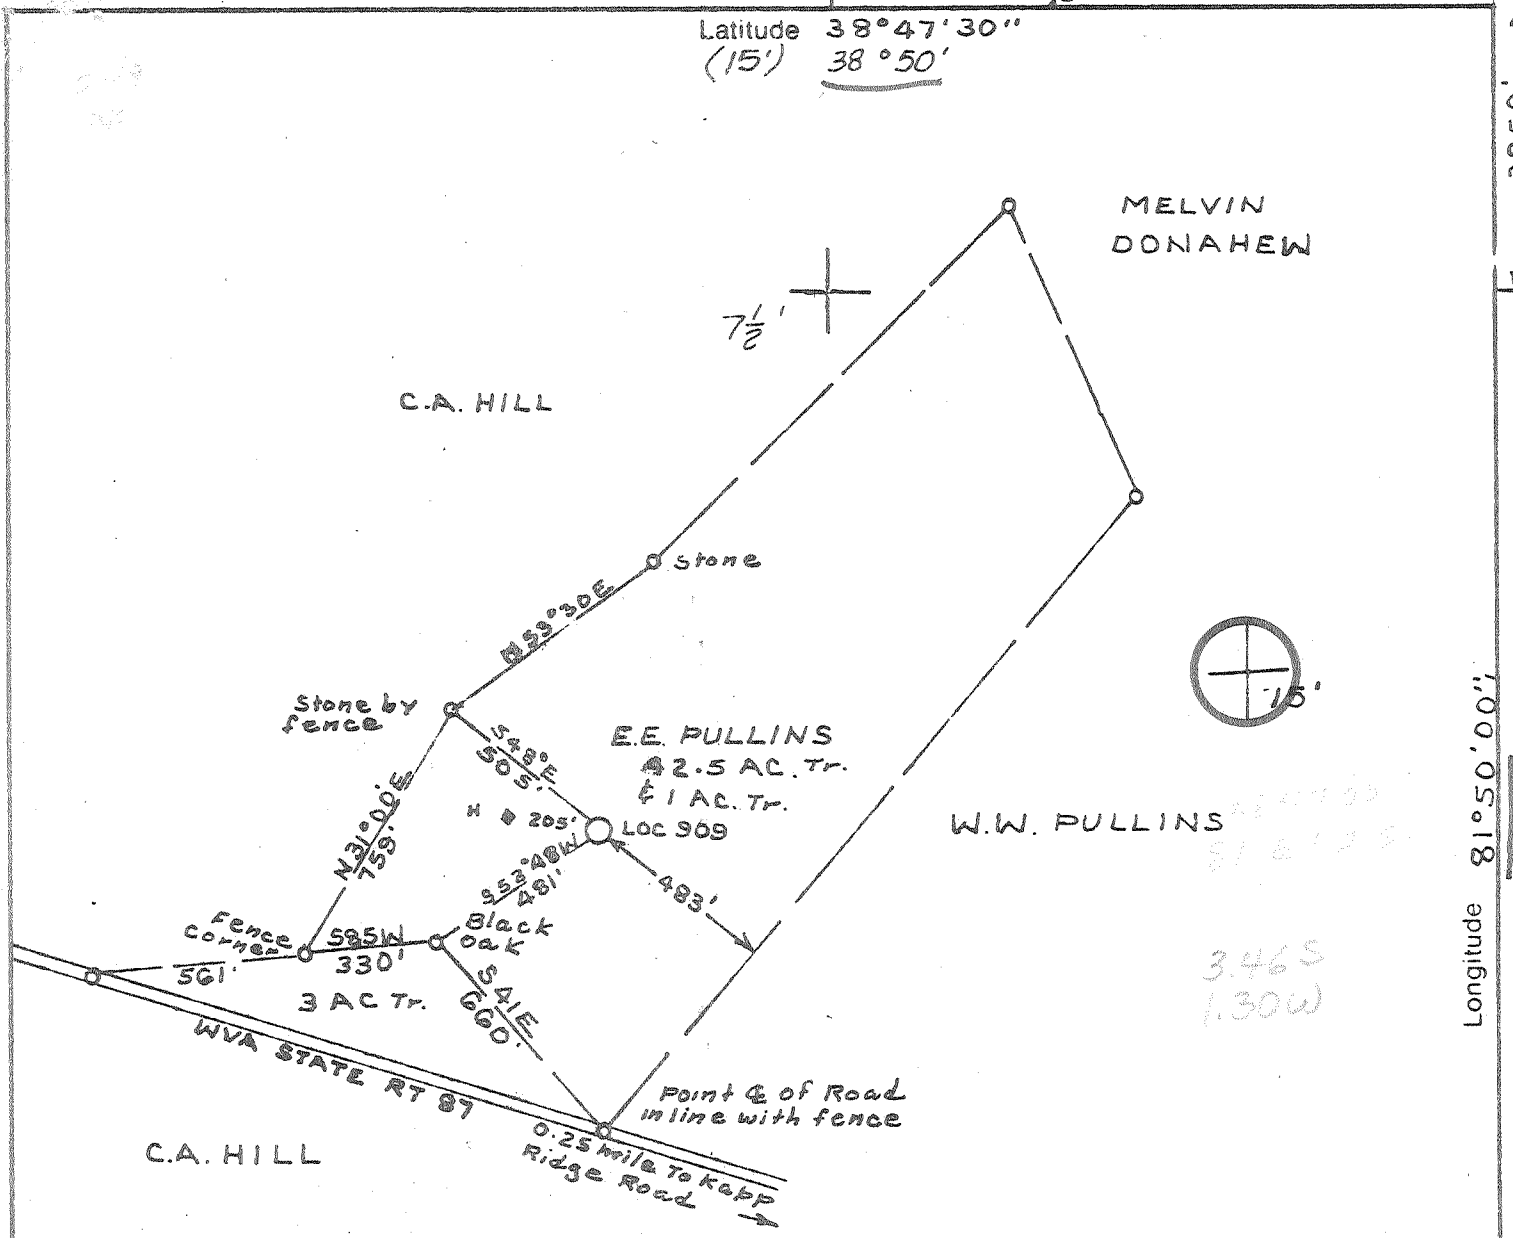 Latitude 38°47'30"
(15') 38°50'
MELVIN
DONAHEW
7½'
C.A. HILL
Stone
N53°30E
15'
Stone by
fence
S48°E
505'
E.E. PULLINS
42.5 AC. Tr.
& 1 AC. Tr.
H 205'
LOC 909
W.W. PULLINS
Longitude 81°50'00"
N31°00'E
759'
S53°48W
481'
483'
Fence
corner
S85W
330'
Black
oak
561'
3 AC Tr.
S41E
660'
3.46 S
1.30 W
WVA STATE RT 87
Point ℄ of Road
in line with fence
C.A. HILL
0.25 mile To Kapp
Ridge Road